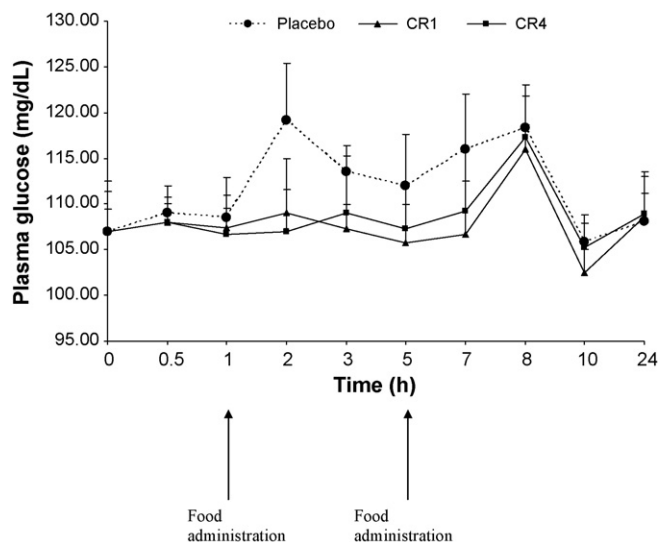 Placebo CR1 CR4
130.00
125.00
120.00
115.00
110.00
105.00
100.00
95.00
Plasma glucose (mg/dL)
0 0.5 1 2 3 5 7 8 10 24
Time (h)
Food administration
Food administration